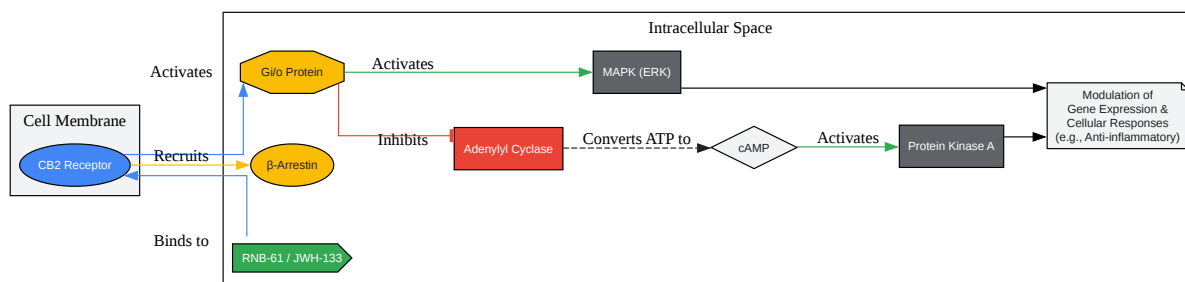 Intracellular Space
Activates
Gi/o Protein
Activates
MAPK (ERK)
Modulation of
Gene Expression &
Cellular Responses
(e.g., Anti-inflammatory)
Cell Membrane
CB2 Receptor
Recruits
β-Arrestin
Inhibits
Adenylyl Cyclase
Converts ATP to
cAMP
Activates
Protein Kinase A
Binds to
RNB-61 / JWH-133